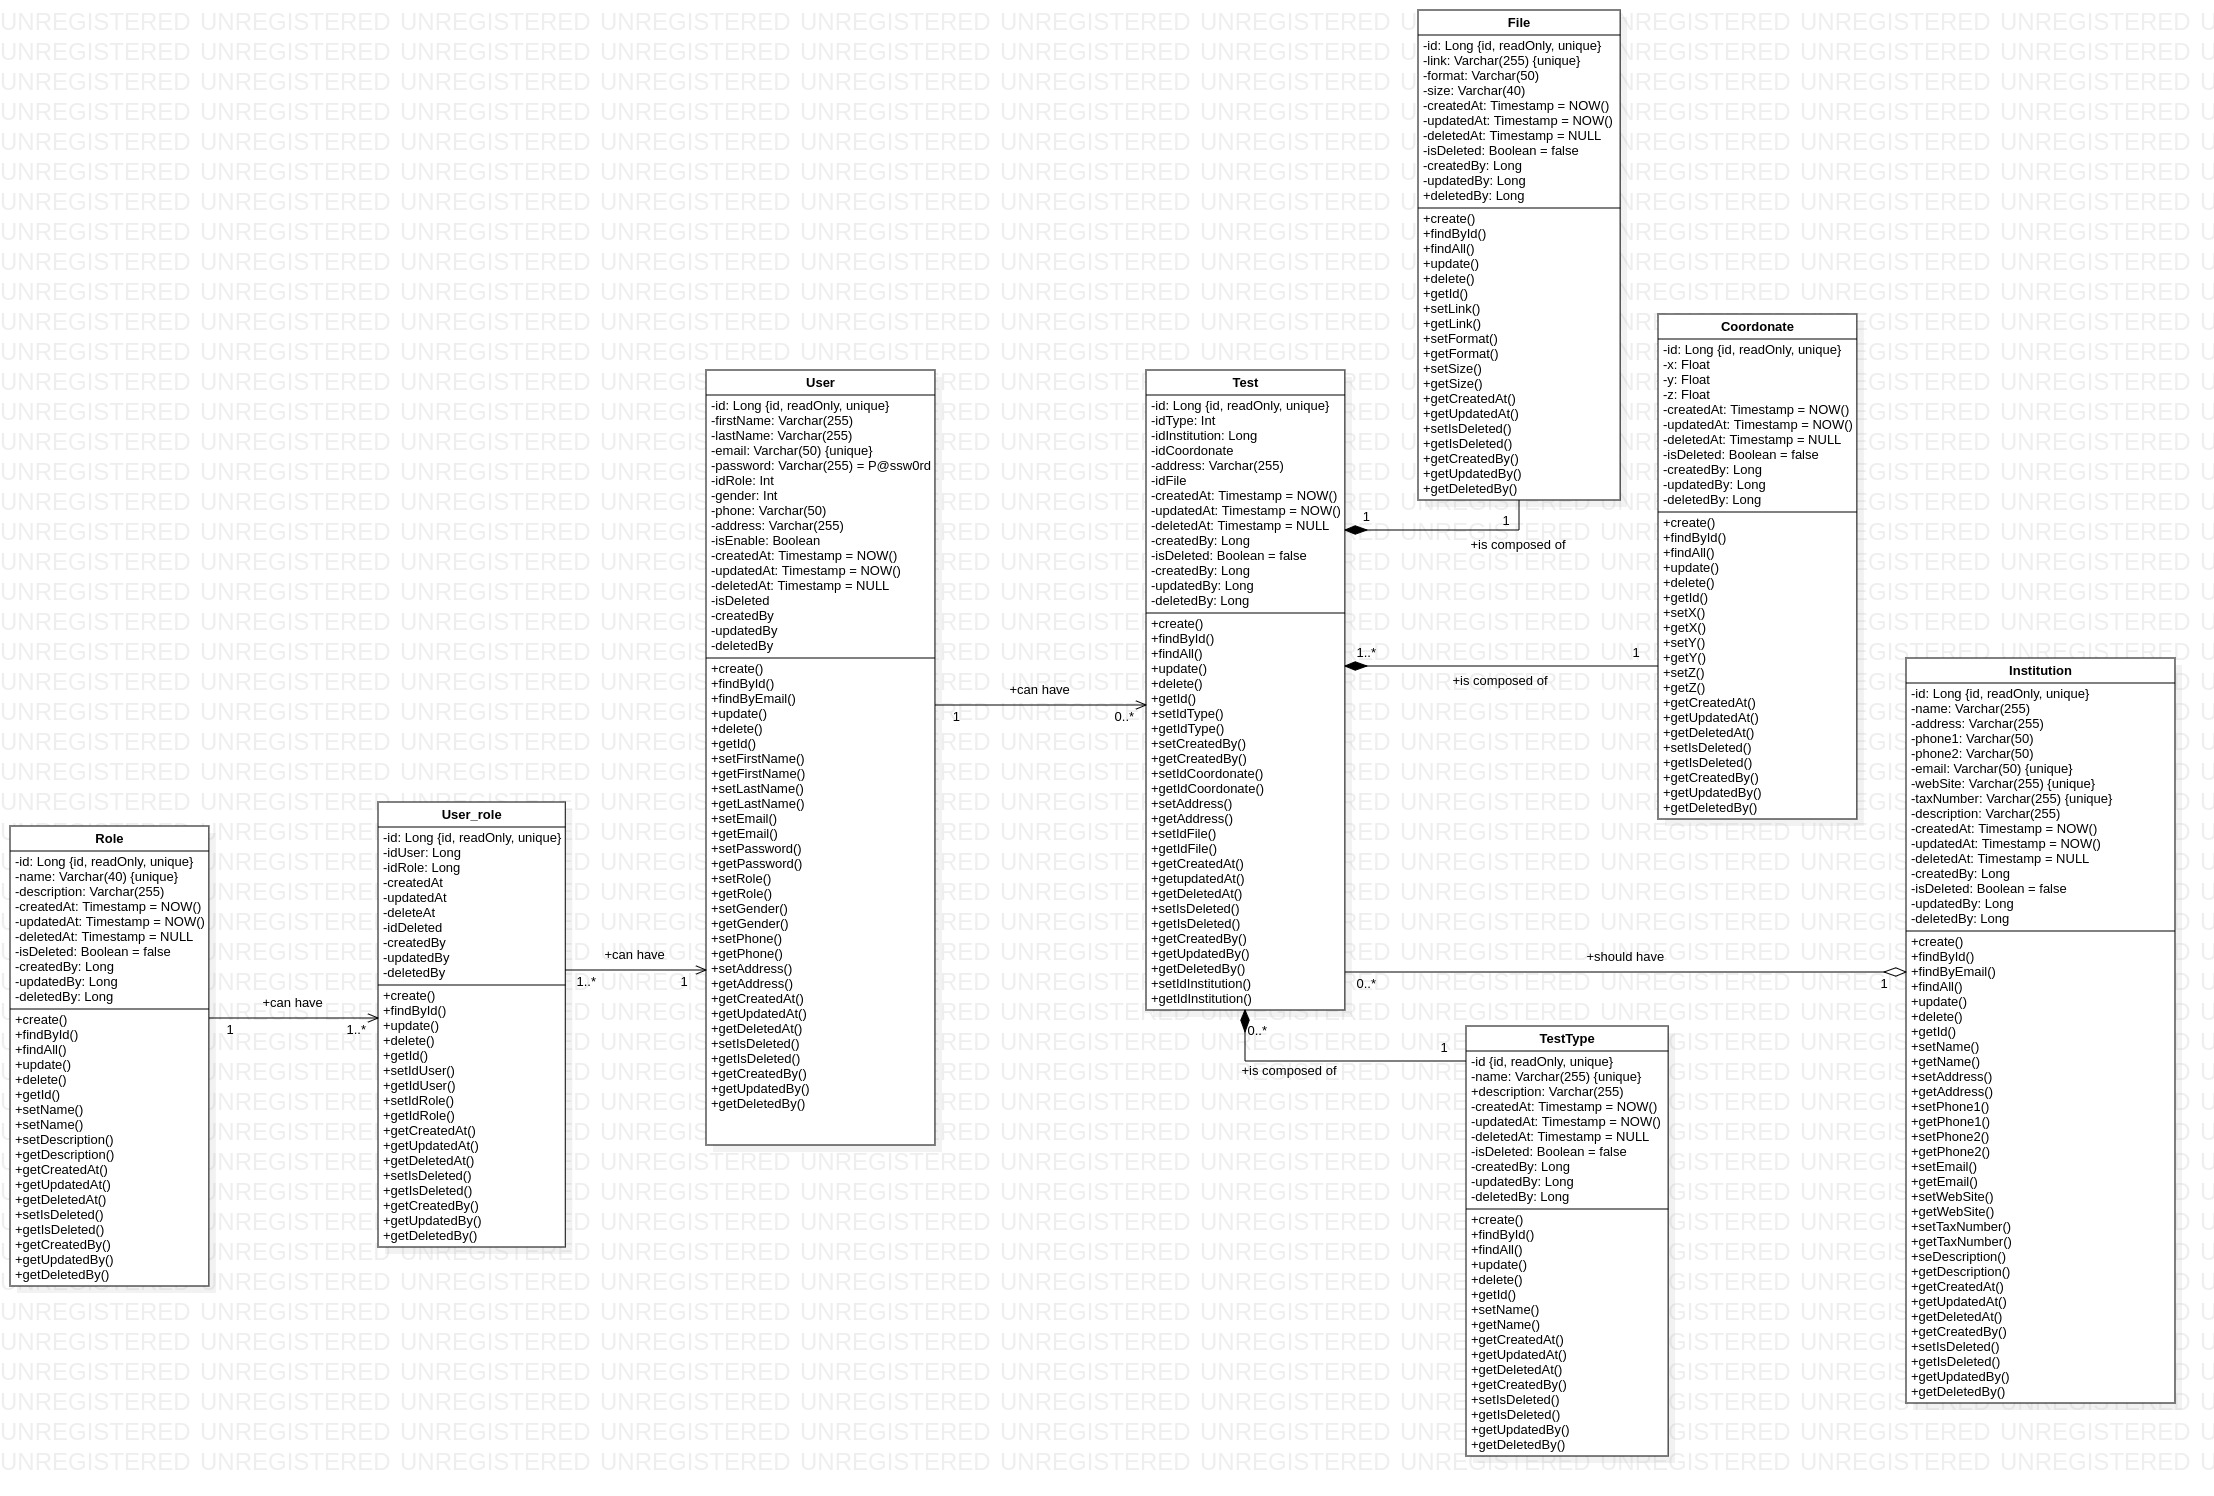 File
-id: Long {id, readOnly, unique}
-link: Varchar(255) {unique}
-format: Varchar(50)
-size: Varchar(40)
-createdAt: Timestamp = NOW()
-updatedAt: Timestamp = NOW()
-deletedAt: Timestamp = NULL
-isDeleted: Boolean = false
-createdBy: Long
-updatedBy: Long
+deletedBy: Long
+create()
+findById()
+findAll()
+update()
+delete()
+getId()
+setLink()
+getLink()
+setFormat()
+getFormat()
+setSize()
+getSize()
+getCreatedAt()
+getUpdatedAt()
+setIsDeleted()
+getIsDeleted()
+getCreatedBy()
+getUpdatedBy()
+getDeletedBy()
Coordonate
-id: Long {id, readOnly, unique}
-x: Float
-y: Float
-z: Float
-createdAt: Timestamp = NOW()
-updatedAt: Timestamp = NOW()
-deletedAt: Timestamp = NULL
-isDeleted: Boolean = false
-createdBy: Long
-updatedBy: Long
-deletedBy: Long
+create()
+findById()
+findAll()
+update()
+delete()
+getId()
+setX()
+getX()
+setY()
+getY()
+setZ()
+getZ()
+getCreatedAt()
+getUpdatedAt()
+getDeletedAt()
+setIsDeleted()
+getIsDeleted()
+getCreatedBy()
+getUpdatedBy()
+getDeletedBy()
User
-id: Long {id, readOnly, unique}
-firstName: Varchar(255)
-lastName: Varchar(255)
-email: Varchar(50) {unique}
-password: Varchar(255) = P@ssw0rd
-idRole: Int
-gender: Int
-phone: Varchar(50)
-address: Varchar(255)
-isEnable: Boolean
-createdAt: Timestamp = NOW()
-updatedAt: Timestamp = NOW()
-deletedAt: Timestamp = NULL
-isDeleted
-createdBy
-updatedBy
-deletedBy
+create()
+findById()
+findByEmail()
+update()
+delete()
+getId()
+setFirstName()
+getFirstName()
+setLastName()
+getLastName()
+setEmail()
+getEmail()
+setPassword()
+getPassword()
+setRole()
+getRole()
+setGender()
+getGender()
+setPhone()
+getPhone()
+setAddress()
+getAddress()
+getCreatedAt()
+getUpdatedAt()
+getDeletedAt()
+setIsDeleted()
+getIsDeleted()
+getCreatedBy()
+getUpdatedBy()
+getDeletedBy()
Test
-id: Long {id, readOnly, unique}
-idType: Int
-idInstitution: Long
-idCoordonate
-address: Varchar(255)
-idFile
-createdAt: Timestamp = NOW()
-updatedAt: Timestamp = NOW()
-deletedAt: Timestamp = NULL
-createdBy: Long
-isDeleted: Boolean = false
-createdBy: Long
-updatedBy: Long
-deletedBy: Long
+create()
+findById()
+findAll()
+update()
+delete()
+getId()
+setIdType()
+getIdType()
+setCreatedBy()
+getCreatedBy()
+setIdCoordonate()
+getIdCoordonate()
+setAddress()
+getAddress()
+setIdFile()
+getIdFile()
+getCreatedAt()
+getupdatedAt()
+getDeletedAt()
+setIsDeleted()
+getIsDeleted()
+getCreatedBy()
+getUpdatedBy()
+getDeletedBy()
+setIdInstitution()
+getIdInstitution()
1 1
+is composed of
1..* 1
+is composed of
+can have
1 0..*
Institution
-id: Long {id, readOnly, unique}
-name: Varchar(255)
-address: Varchar(255)
-phone1: Varchar(50)
-phone2: Varchar(50)
-email: Varchar(50) {unique}
-webSite: Varchar(255) {unique}
-taxNumber: Varchar(255) {unique}
-description: Varchar(255)
-createdAt: Timestamp = NOW()
-updatedAt: Timestamp = NOW()
-deletedAt: Timestamp = NULL
-createdBy: Long
-isDeleted: Boolean = false
-updatedBy: Long
-deletedBy: Long
+create()
+findById()
+findByEmail()
+findAll()
+update()
+delete()
+getId()
+setName()
+getName()
+setAddress()
+getAddress()
+setPhone1()
+getPhone1()
+setPhone2()
+getPhone2()
+setEmail()
+getEmail()
+setWebSite()
+getWebSite()
+setTaxNumber()
+getTaxNumber()
+seDescription()
+getDescription()
+getCreatedAt()
+getUpdatedAt()
+getDeletedAt()
+getCreatedBy()
+setIsDeleted()
+getIsDeleted()
+getUpdatedBy()
+getDeletedBy()
User_role
-id: Long {id, readOnly, unique}
-idUser: Long
-idRole: Long
-createdAt
-updatedAt
-deleteAt
-idDeleted
-createdBy
-updatedBy
-deletedBy
+create()
+findById()
+update()
+delete()
+getId()
+setIdUser()
+getIdUser()
+setIdRole()
+getIdRole()
+getCreatedAt()
+getUpdatedAt()
+getDeletedAt()
+setIsDeleted()
+getIsDeleted()
+getCreatedBy()
+getUpdatedBy()
+getDeletedBy()
Role
-id: Long {id, readOnly, unique}
-name: Varchar(40) {unique}
-description: Varchar(255)
-createdAt: Timestamp = NOW()
-updatedAt: Timestamp = NOW()
-deletedAt: Timestamp = NULL
-isDeleted: Boolean = false
-createdBy: Long
-updatedBy: Long
-deletedBy: Long
+create()
+findById()
+findAll()
+update()
+delete()
+getId()
+setName()
+setName()
+setDescription()
+getDescription()
+getCreatedAt()
+getUpdatedAt()
+getDeletedAt()
+setIsDeleted()
+getIsDeleted()
+getCreatedBy()
+getUpdatedBy()
+getDeletedBy()
+can have
1..* 1
+can have
1 1..*
+should have
0..* 1
0..*
1
+is composed of
TestType
-id {id, readOnly, unique}
-name: Varchar(255) {unique}
+description: Varchar(255)
-createdAt: Timestamp = NOW()
-updatedAt: Timestamp = NOW()
-deletedAt: Timestamp = NULL
-isDeleted: Boolean = false
-createdBy: Long
-updatedBy: Long
-deletedBy: Long
+create()
+findById()
+findAll()
+update()
+delete()
+getId()
+setName()
+getName()
+getCreatedAt()
+getUpdatedAt()
+getDeletedAt()
+getCreatedBy()
+setIsDeleted()
+getIsDeleted()
+getUpdatedBy()
+getDeletedBy()
UNREGISTERED